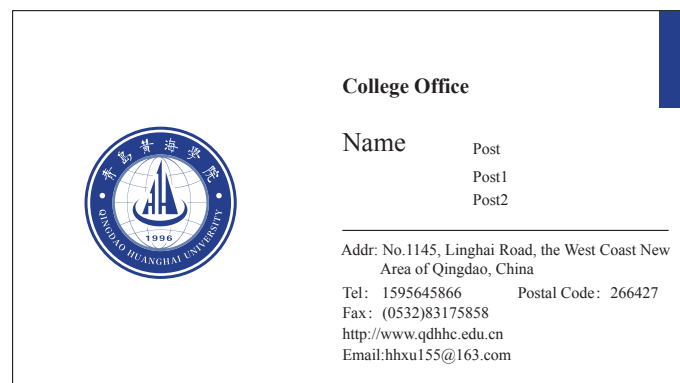 青島黃海學院
1996
QINGDAO HUANGHAI UNIVERSITY
College Office
Name
Post
Post1
Post2
Addr: No.1145, Linghai Road, the West Coast New
Area of Qingdao, China
Tel: 1595645866 Postal Code: 266427
Fax: (0532)83175858
http://www.qdhhc.edu.cn
Email:hhxu155@163.com